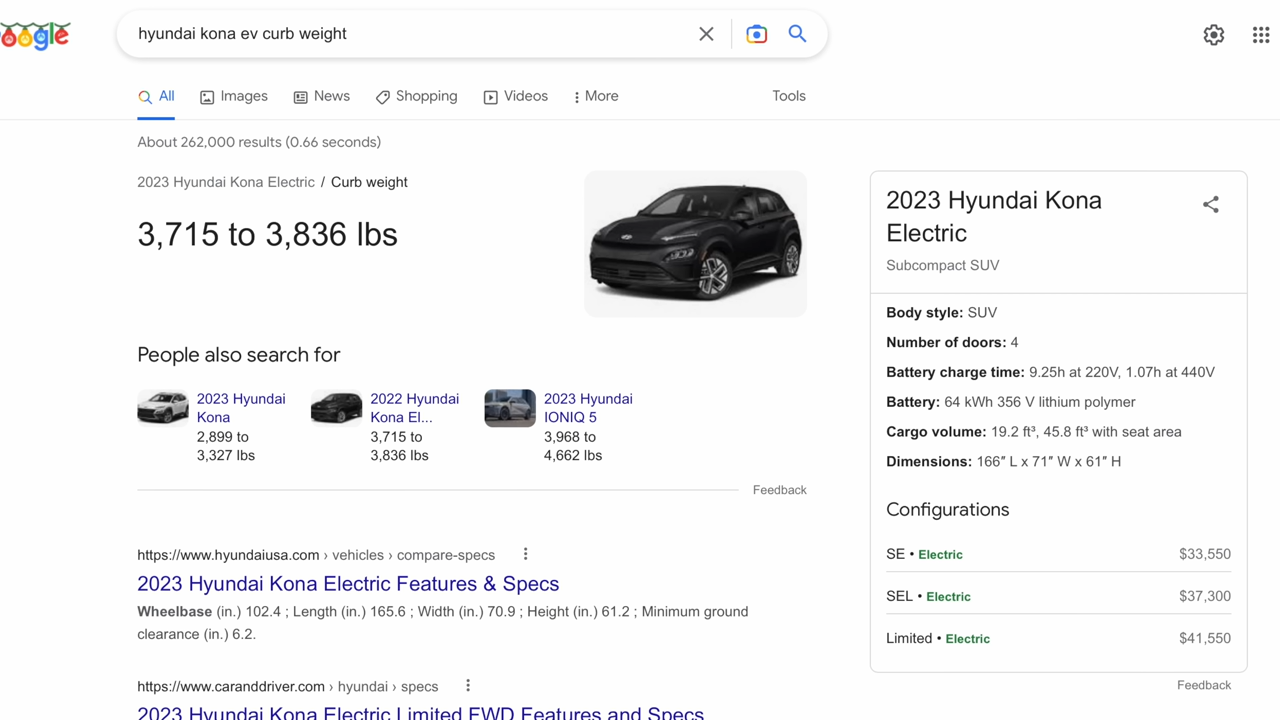 oogle
hyundai kona ev curb weight
All Images News Shopping Videos More Tools
About 262,000 results (0.66 seconds)
2023 Hyundai Kona Electric / Curb weight
3,715 to 3,836 lbs
People also search for
2023 Hyundai
Kona
2,899 to
3,327 lbs
2022 Hyundai
Kona El...
3,715 to
3,836 lbs
2023 Hyundai
IONIQ 5
3,968 to
4,662 lbs
Feedback
https://www.hyundaiusa.com › vehicles › compare-specs
2023 Hyundai Kona Electric Features & Specs
Wheelbase (in.) 102.4 ; Length (in.) 165.6 ; Width (in.) 70.9 ; Height (in.) 61.2 ; Minimum ground
clearance (in.) 6.2.
https://www.caranddriver.com › hyundai › specs
2023 Hyundai Kona Electric Limited FWD Features and Specs
2023 Hyundai Kona
Electric
Subcompact SUV
Body style: SUV
Number of doors: 4
Battery charge time: 9.25h at 220V, 1.07h at 440V
Battery: 64 kWh 356 V lithium polymer
Cargo volume: 19.2 ft³, 45.8 ft³ with seat area
Dimensions: 166″ L x 71″ W x 61″ H
Configurations
SE • Electric $33,550
SEL • Electric $37,300
Limited • Electric $41,550
Feedback